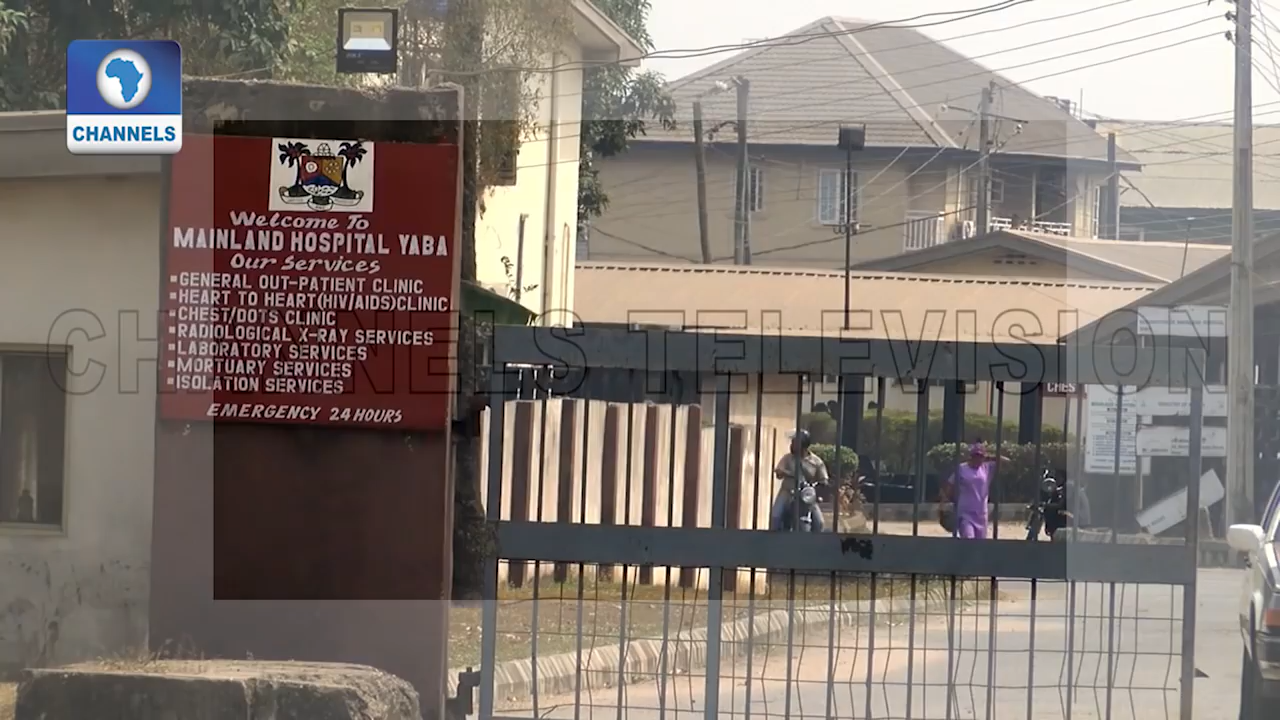 CHANNELS
Welcome To
MAINLAND HOSPITAL YABA
Our Services
▪GENERAL OUT-PATIENT CLINIC
▪HEART TO HEART(HIV/AIDS)CLINIC
▪CHEST/DOTS CLINIC
▪RADIOLOGICAL X-RAY SERVICES
▪LABORATORY SERVICES
▪MORTUARY SERVICES
▪ISOLATION SERVICES
EMERGENCY 24 HOURS
CHANNELS TELEVISION
CHES